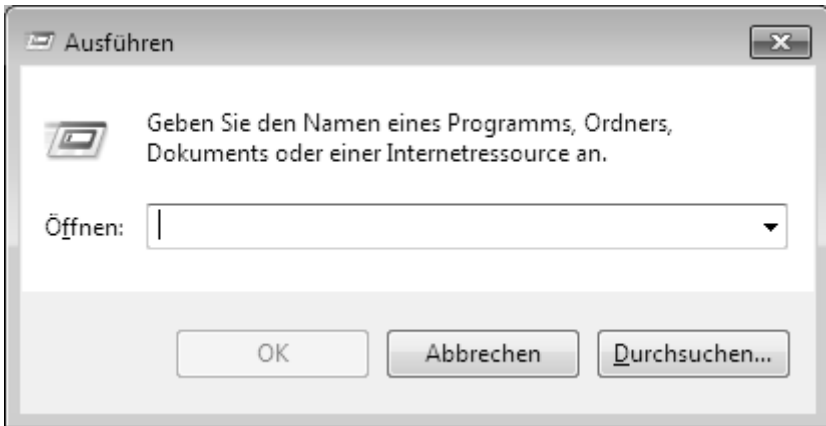 Ausführen
Geben Sie den Namen eines Programms, Ordners,
Dokuments oder einer Internetressource an.
Öffnen:
OK Abbrechen Durchsuchen...